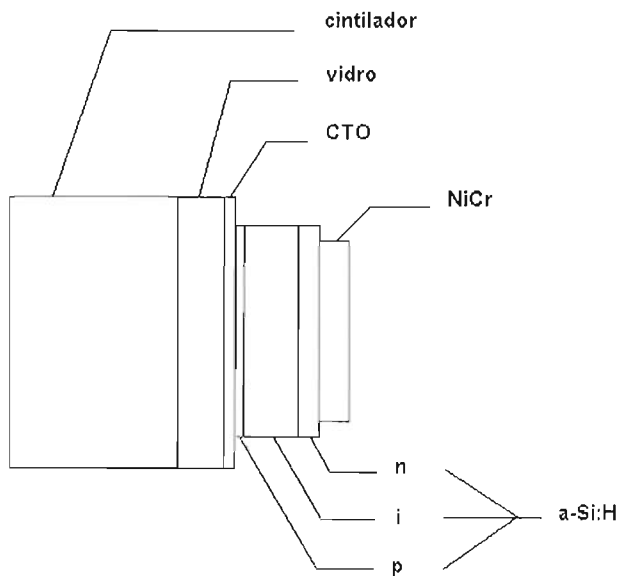 cintilador
vidro
CTO
NiCr
n
i
a-Si:H
p